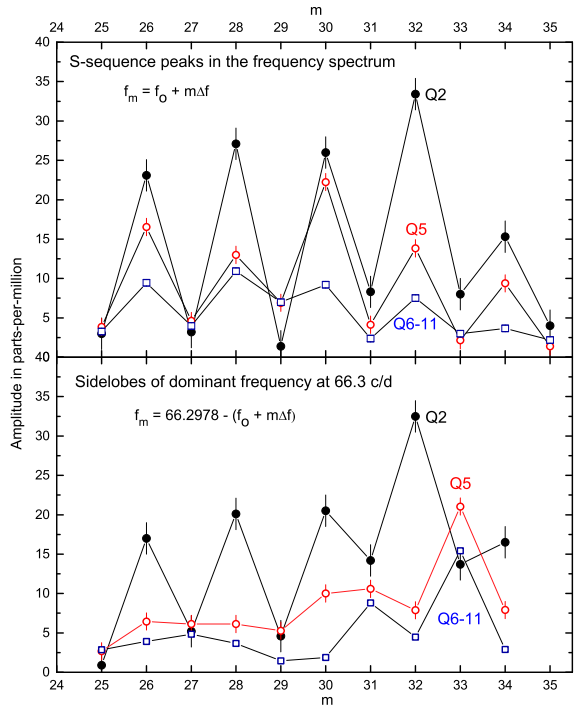 m
24 25 26 27 28 29 30 31 32 33 34 35
40
S-sequence peaks in the frequency spectrum
35
fm = fo + mΔf
Q2
30
25
20
Q5
15
10
Q6-11
5
40
Amplitude in parts-per-million
Sidelobes of dominant frequency at 66.3 c/d
35
fm = 66.2978 - (fo + mΔf)
Q2
30
25
Q5
20
15
10
Q6-11
5
0
24 25 26 27 28 29 30 31 32 33 34 35
m